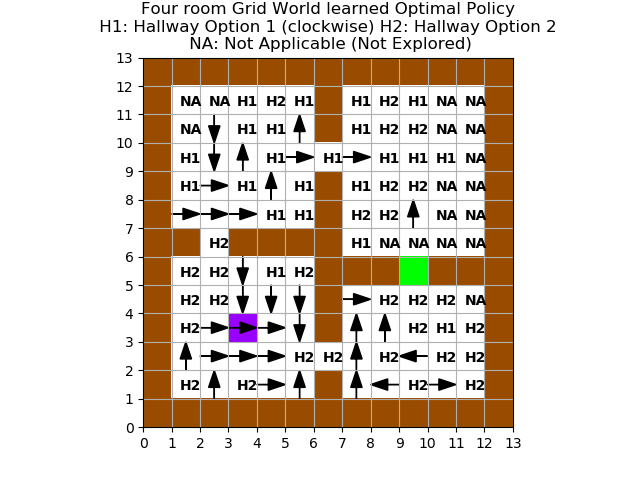 Four room Grid World learned Optimal Policy
H1: Hallway Option 1 (clockwise) H2: Hallway Option 2
NA: Not Applicable (Not Explored)
13
12
NA NA H1 H2 H1 H1 H2 H1 NA NA
11
NA H1 H1 H1 H2 H2 NA NA
10
H1 H1 H1 H1 H1 H1 NA
9
H1 H1 H1 H1 H2 H2 NA NA
8
H1 H1 H2 H2 NA NA
7
H2 H1 NA NA NA NA
6
H2 H2 H1 H2
5
H2 H2 H2 H2 H2 NA
4
H2 H2 H1 H2
3
H2 H2 H2 H2 H2
2
H2 H2 H2 H2
1
0
0 1 2 3 4 5 6 7 8 9 10 11 12 13